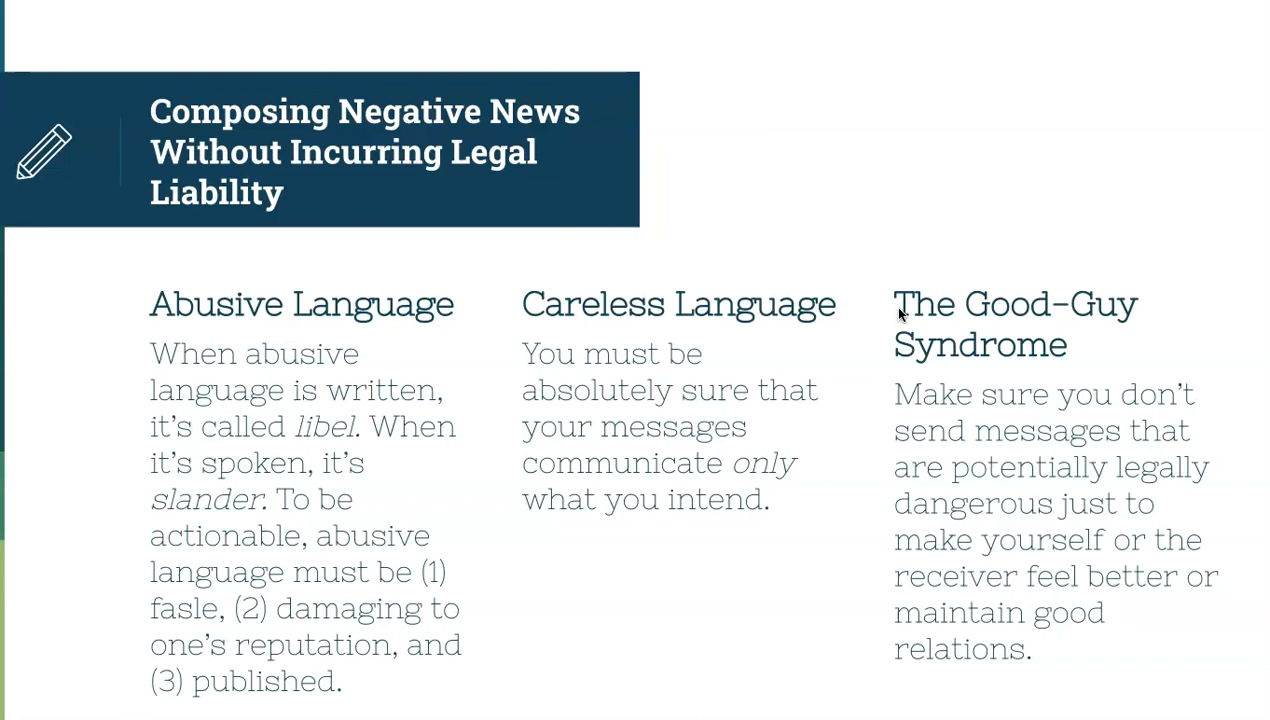 Composing Negative News
Without Incurring Legal
Liability
Abusive Language
When abusive
language is written,
it’s called libel. When
it’s spoken, it’s
slander. To be
actionable, abusive
language must be (1)
fasle, (2) damaging to
one’s reputation, and
(3) published.
Careless Language
You must be
absolutely sure that
your messages
communicate only
what you intend.
The Good-Guy
Syndrome
Make sure you don’t
send messages that
are potentially legally
dangerous just to
make yourself or the
receiver feel better or
maintain good
relations.